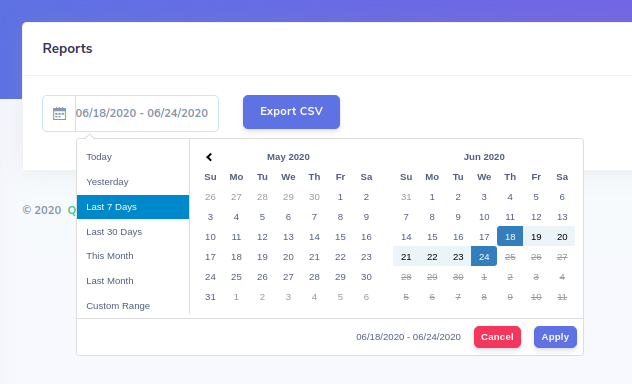 Reports
06/18/2020 - 06/24/2020
Export CSV
Today
Yesterday
Last 7 Days
Last 30 Days
This Month
Last Month
Custom Range
May 2020
Su Mo Tu We Th Fr Sa
26 27 28 29 30 1 2
3 4 5 6 7 8 9
10 11 12 13 14 15 16
17 18 19 20 21 22 23
24 25 26 27 28 29 30
31 1 2 3 4 5 6
Jun 2020
Su Mo Tu We Th Fr Sa
31 1 2 3 4 5 6
7 8 9 10 11 12 13
14 15 16 17 18 19 20
21 22 23 24 25 26 27
28 29 30 1 2 3 4
5 6 7 8 9 10 11
06/18/2020 - 06/24/2020
Cancel
Apply
© 2020